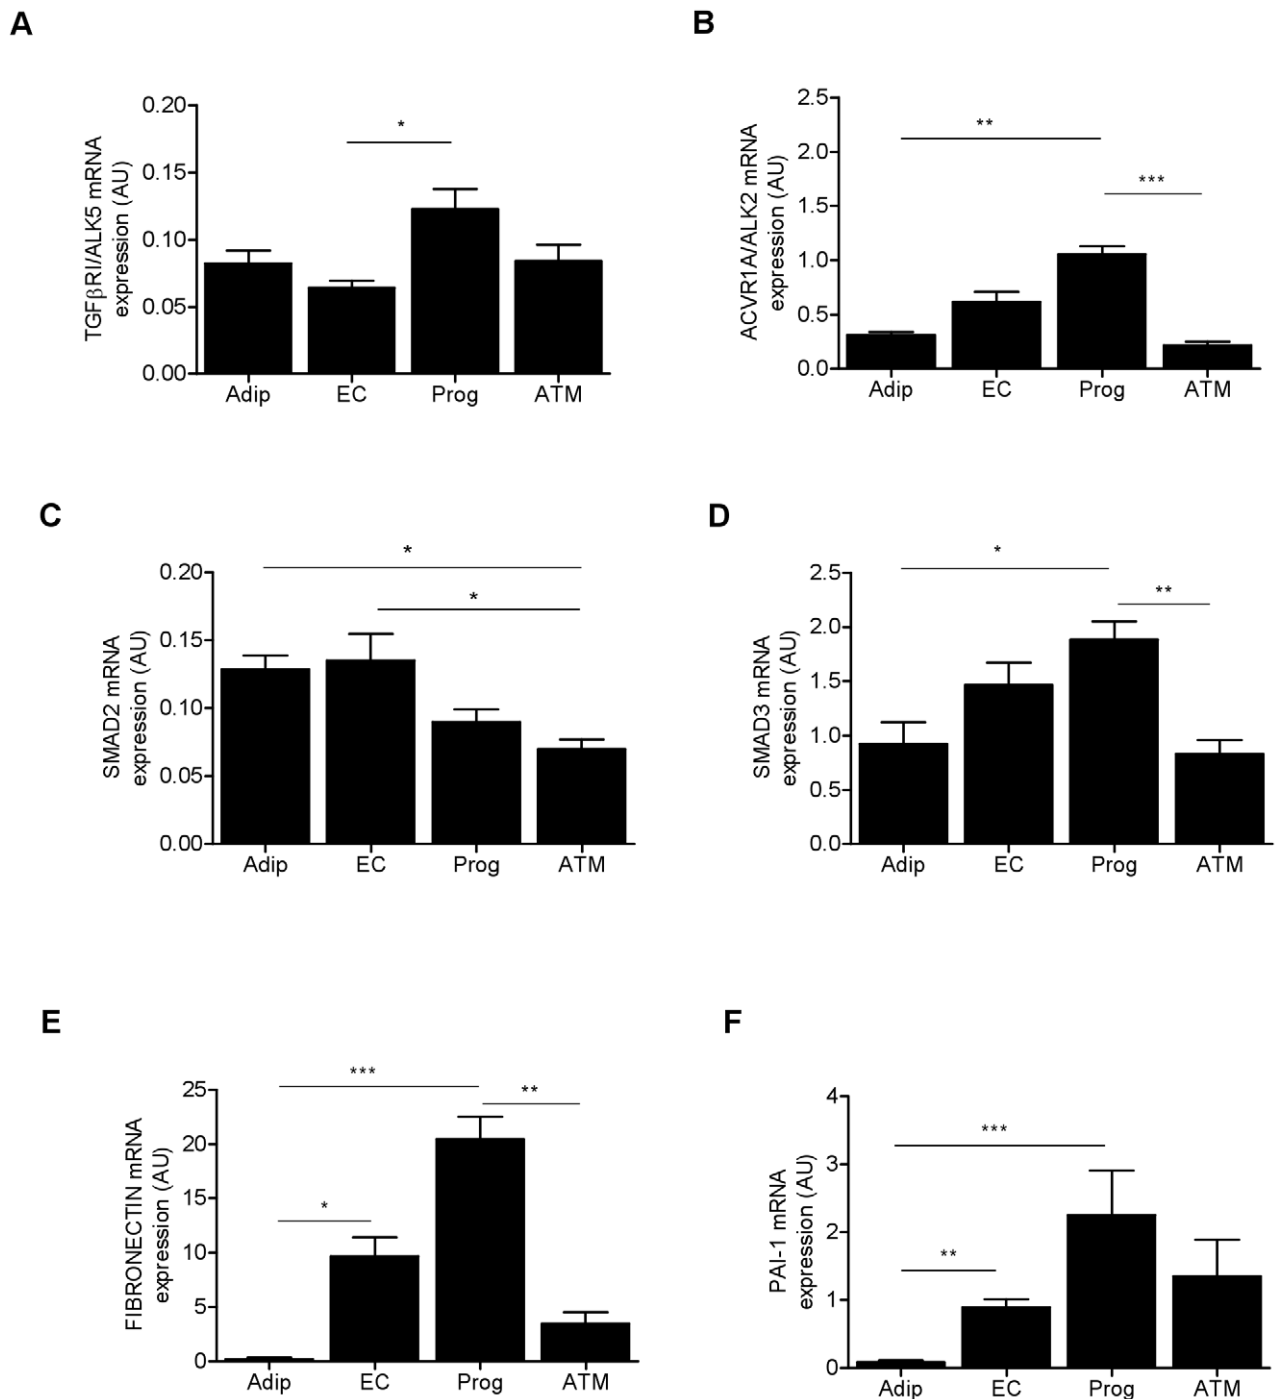 A
TGFβRI/ALK5 mRNA
expression (AU)
0.20
0.15
0.10
0.05
0.00
*
Adip EC Prog ATM
B
ACVR1A/ALK2 mRNA
expression (AU)
2.5
2.0
1.5
1.0
0.5
0.0
**
***
Adip EC Prog ATM
C
SMAD2 mRNA
expression (AU)
0.20
0.15
0.10
0.05
0.00
*
*
Adip EC Prog ATM
D
SMAD3 mRNA
expression (AU)
2.5
2.0
1.5
1.0
0.5
0.0
*
**
Adip EC Prog ATM
E
FIBRONECTIN mRNA
expression (AU)
25
20
15
10
5
0
***
**
*
Adip EC Prog ATM
F
PAI-1 mRNA
expression (AU)
4
3
2
1
0
***
**
Adip EC Prog ATM